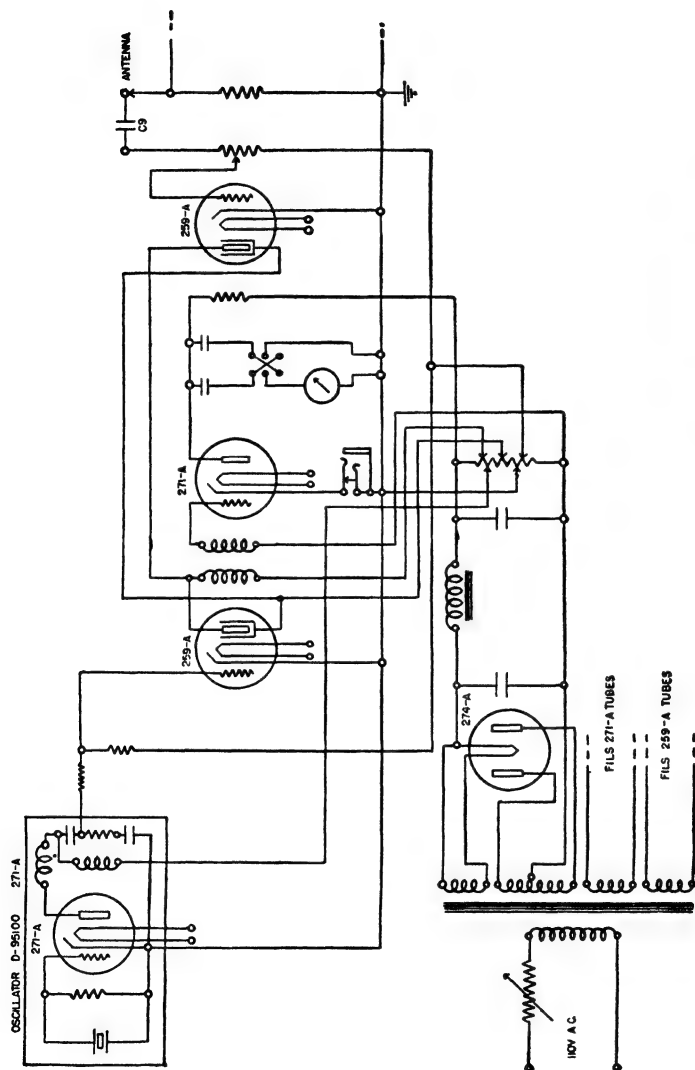 OSCILLATOR D-95100 271-A
271-A
259-A
271-A
259-A
C9
ANTENNA
274-A
FILS 271-A TUBES
FILS 259-A TUBES
110V A.C.